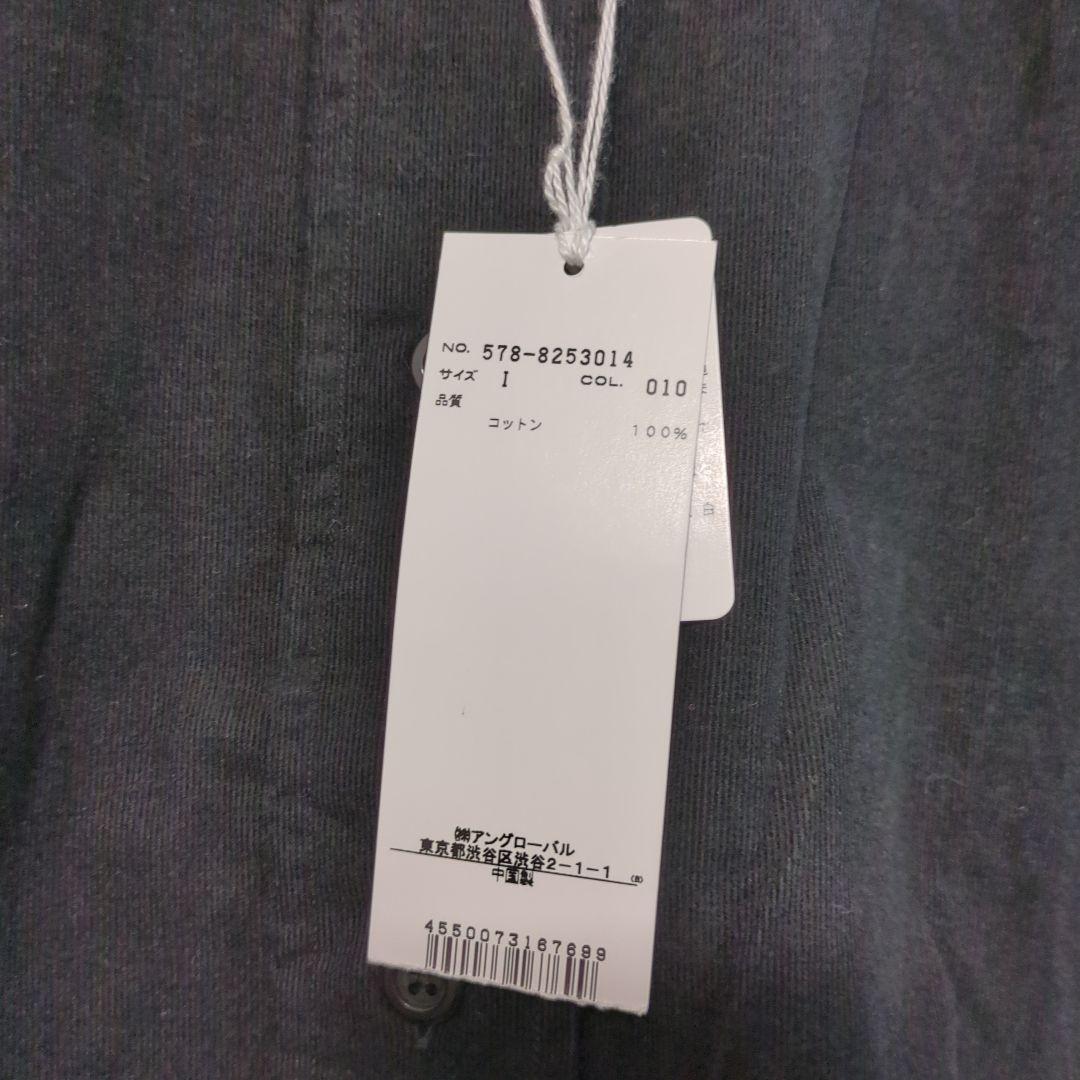 NO. 578-8253014
サイズ I COL. 010
品質
コットン 100%
㈱アングローバル
東京都渋谷区渋谷2-1-1
中国製
4550073167699
白